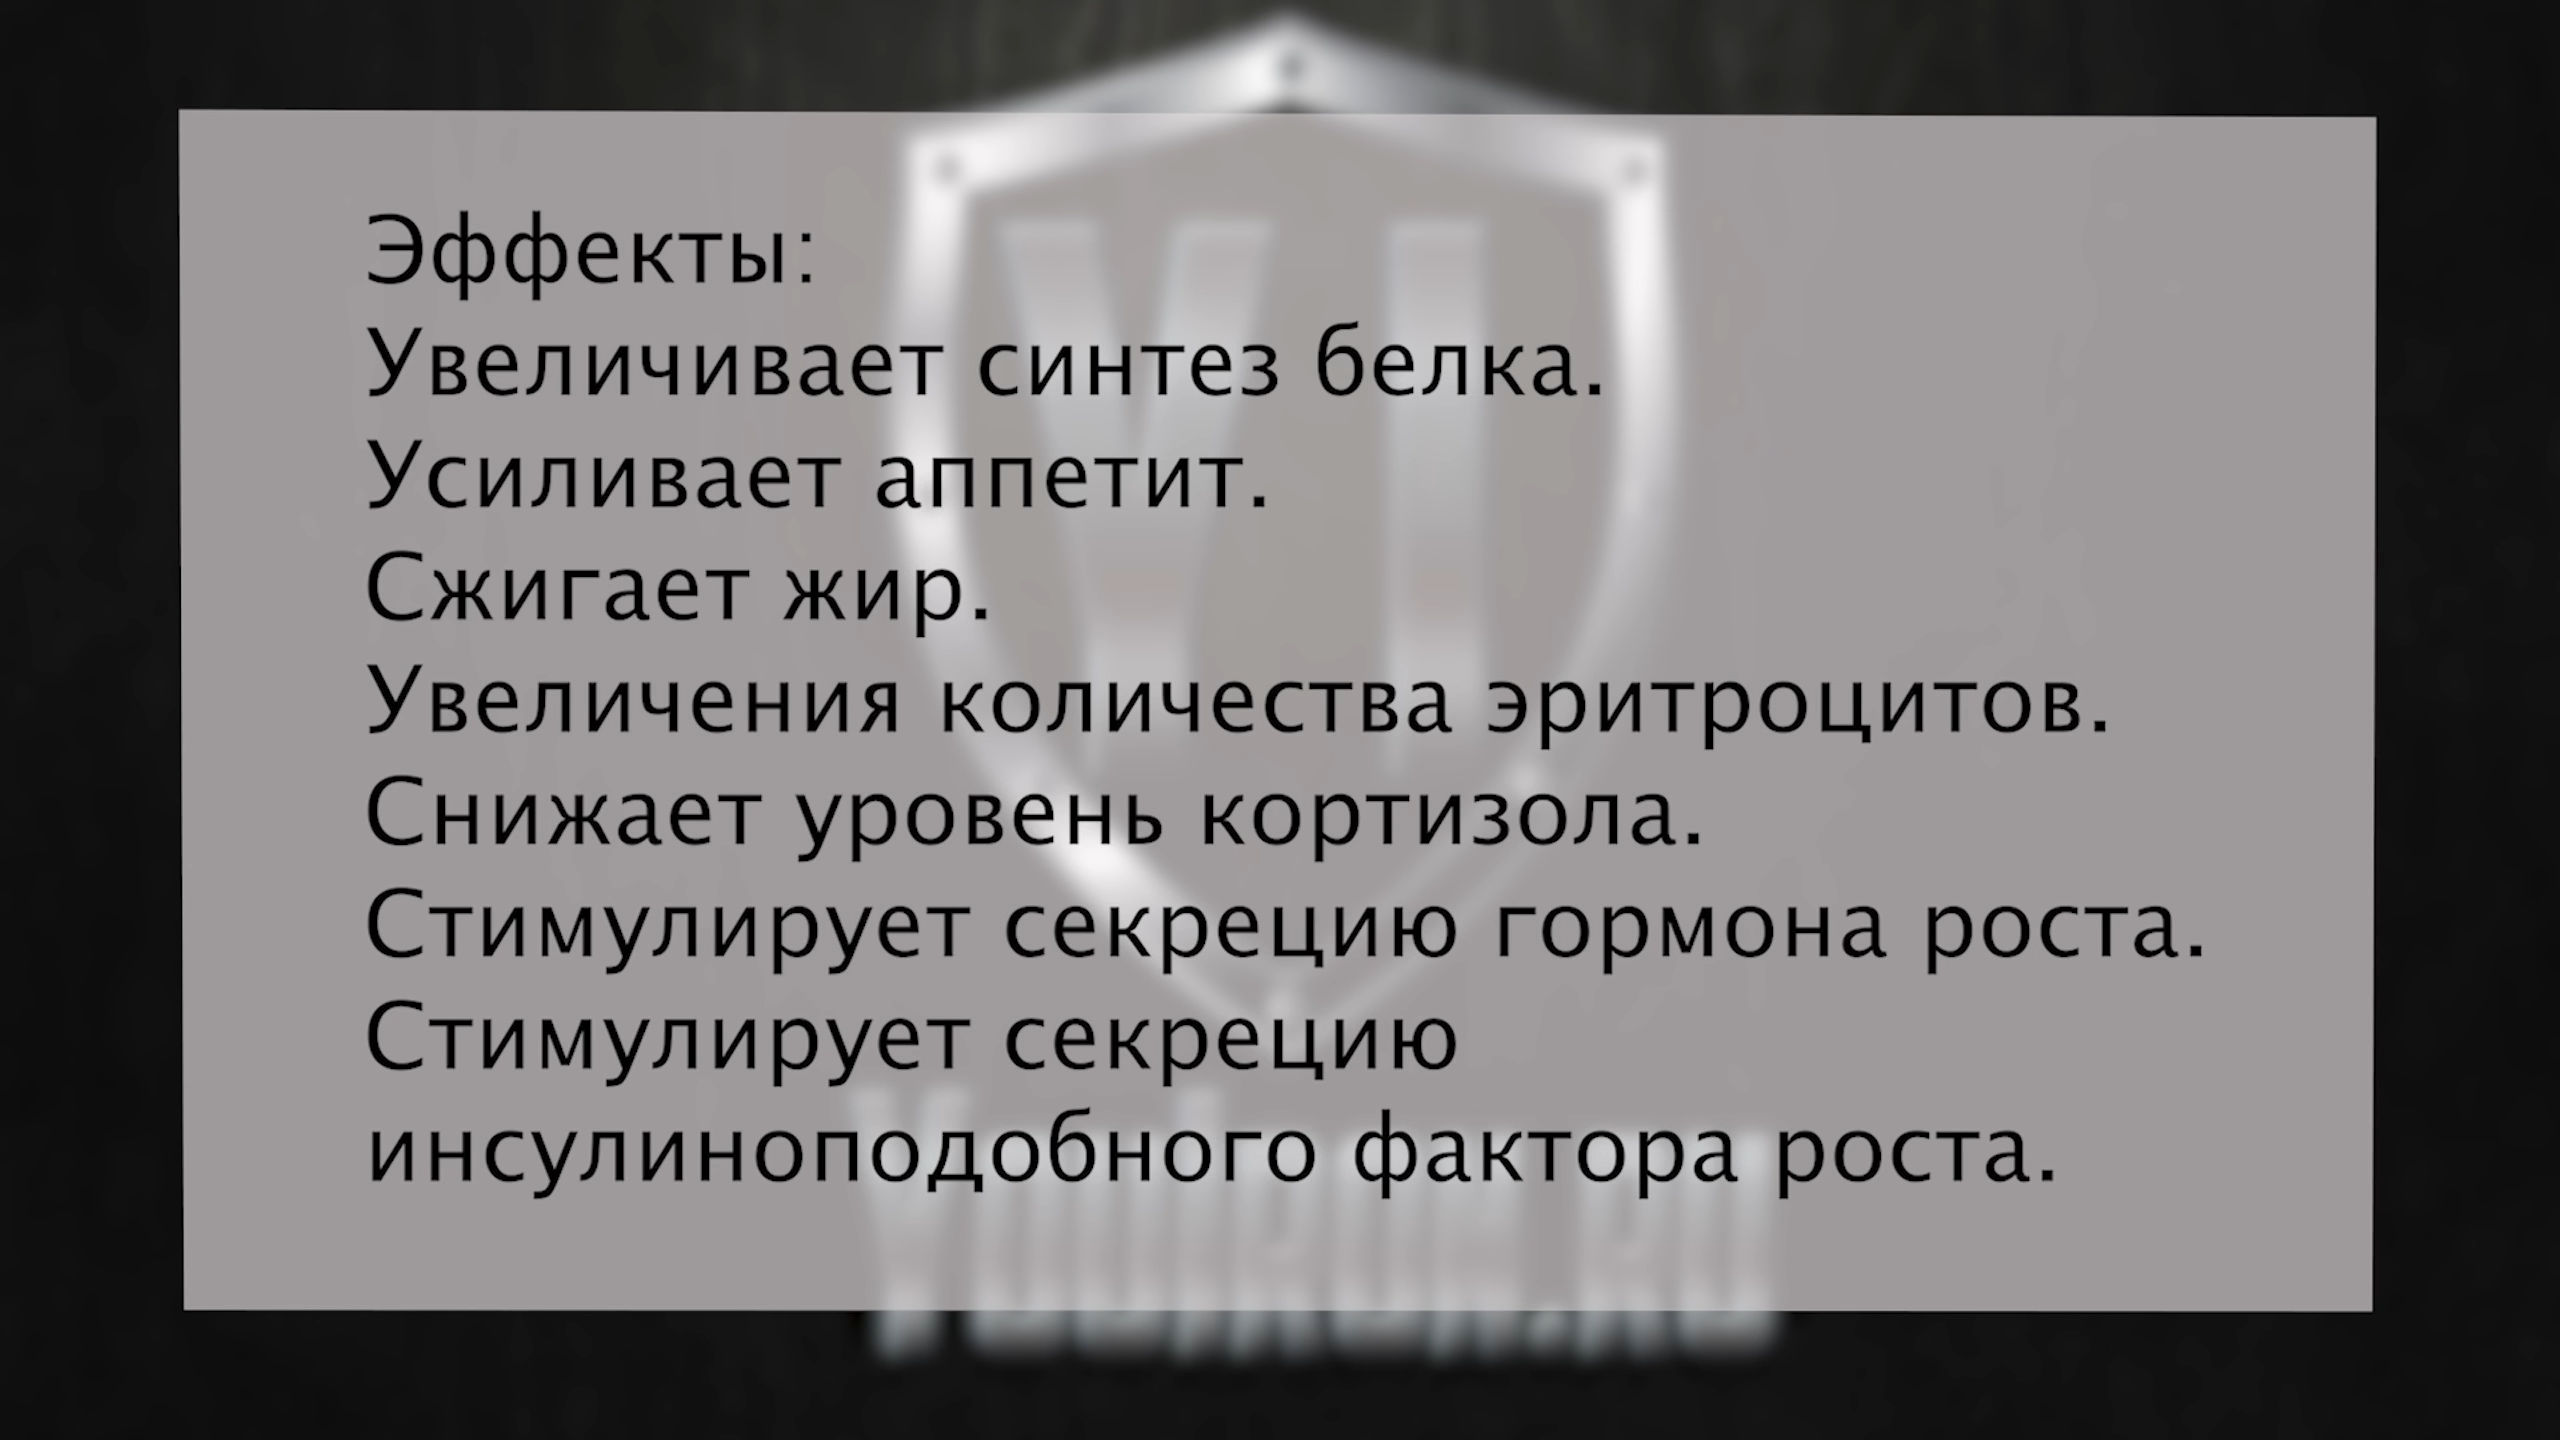 Эффекты:
Увеличивает синтез белка.
Усиливает аппетит.
Сжигает жир.
Увеличения количества эритроцитов.
Снижает уровень кортизола.
Стимулирует секрецию гормона роста.
Стимулирует секрецию
инсулиноподобного фактора роста.
YI